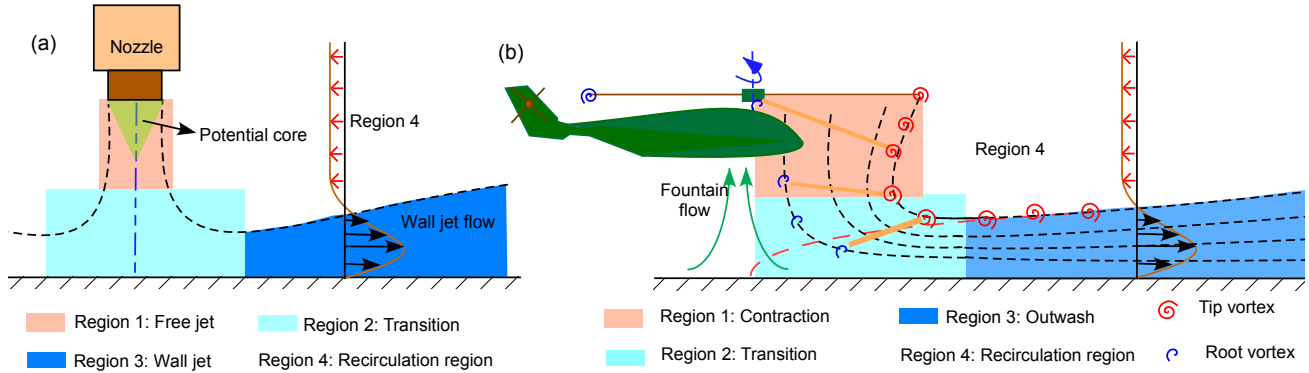 (a)
Nozzle
Potential core
Region 4
Wall jet flow
Region 1: Free jet
Region 2: Transition
Region 3: Wall jet
Region 4: Recirculation region
(b)
Region 4
Fountain
flow
Region 1: Contraction
Region 3: Outwash
Tip vortex
Region 2: Transition
Region 4: Recirculation region
Root vortex